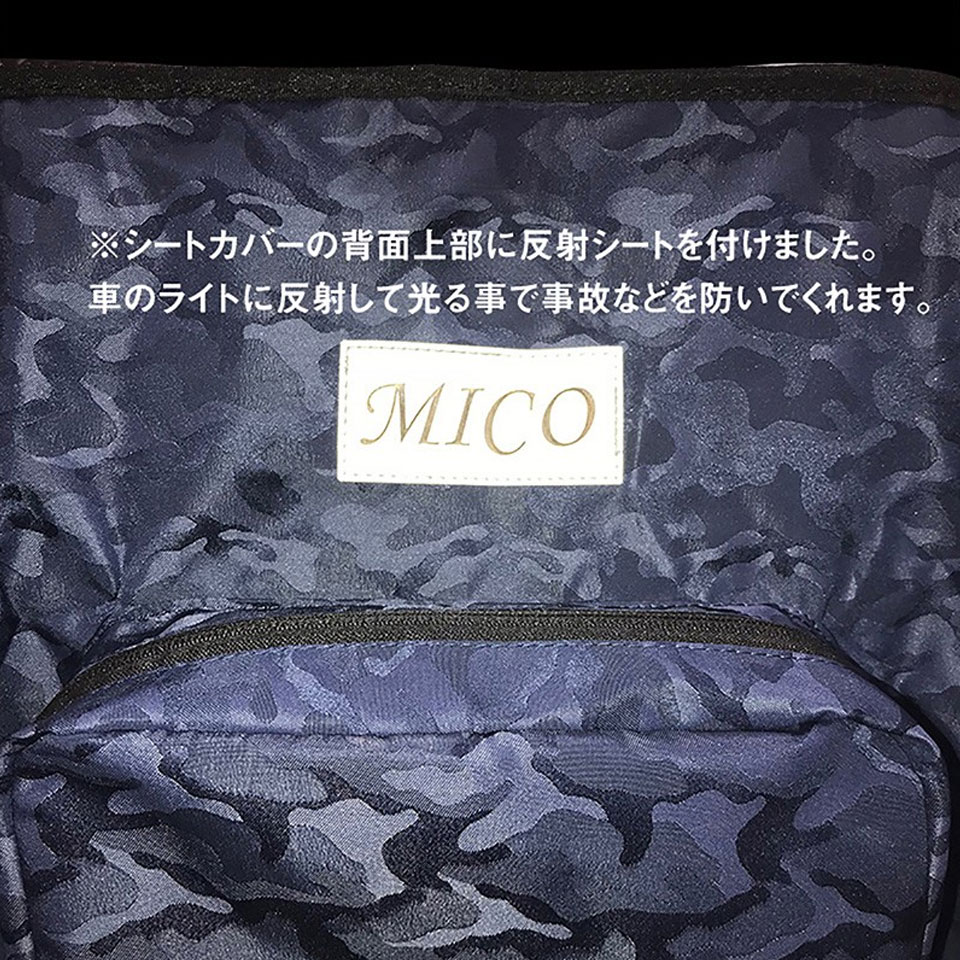 ※シートカバーの背面上部に反射シートを付けました。
車のライトに反射して光る事で事故などを防いでくれます。
MICO